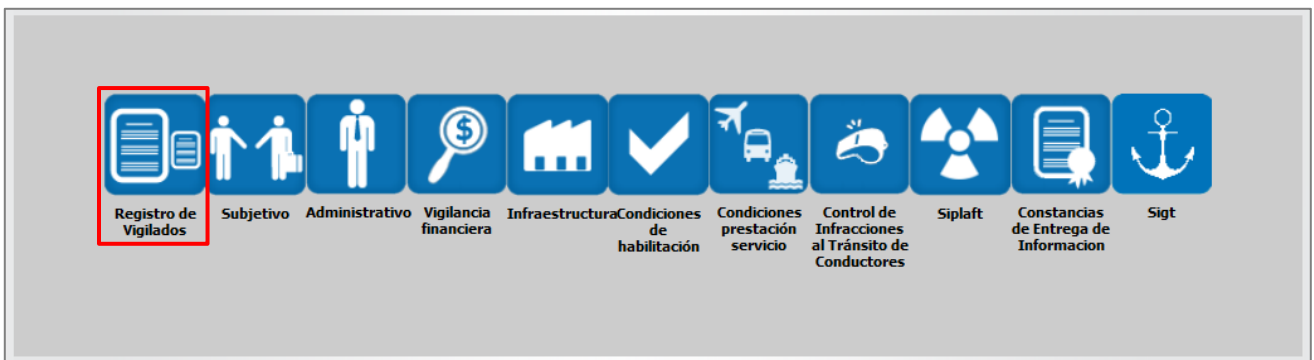 $
Registro de
Vigilados
Subjetivo
Administrativo
Vigilancia
financiera
Infraestructura
Condiciones
de
habilitación
Condiciones
prestación
servicio
Control de
Infracciones
al Tránsito de
Conductores
Siplaft
Constancias
de Entrega de
Informacion
Sigt